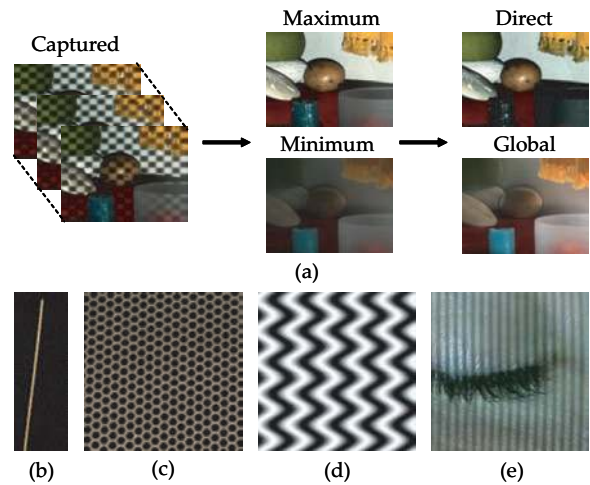 Captured
Maximum
Direct
Minimum
Global
(a)
(b)
(c)
(d)
(e)